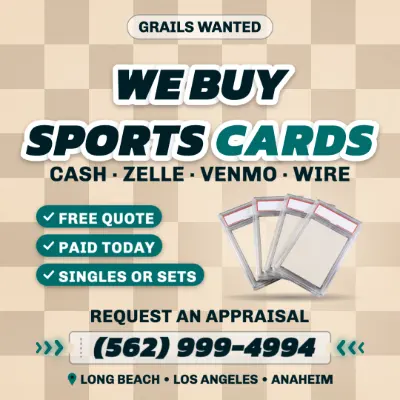 GRAILS WANTED
WE BUY
SPORTS CARDS
CASH · ZELLE · VENMO · WIRE
FREE QUOTE
PAID TODAY
SINGLES OR SETS
REQUEST AN APPRAISAL
(562) 999-4994
LONG BEACH • LOS ANGELES • ANAHEIM